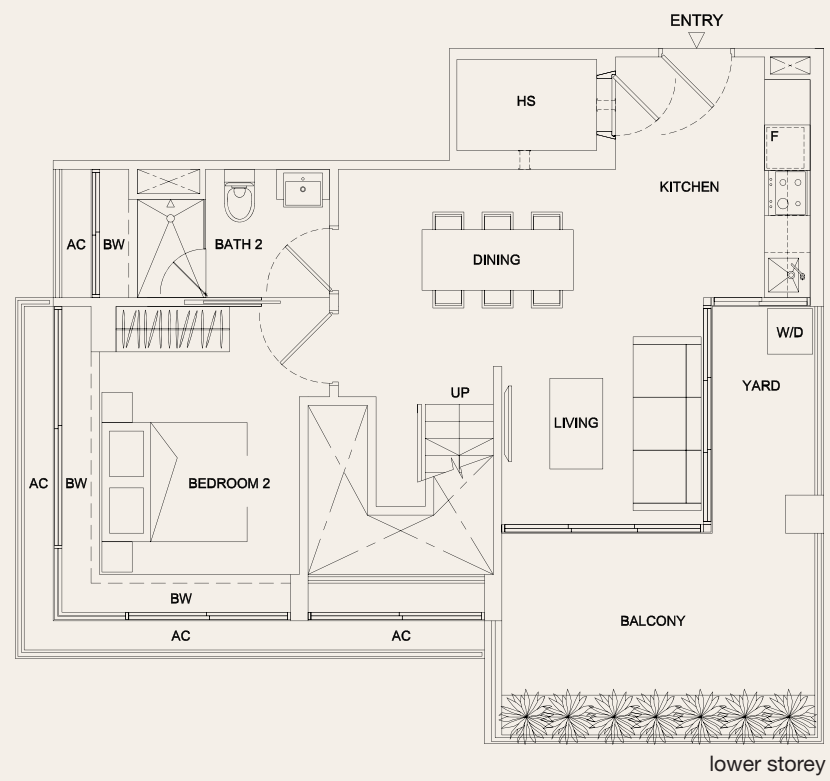 ENTRY
HS
F
KITCHEN
AC
BW
BATH 2
DINING
W/D
YARD
UP
LIVING
AC
BW
BEDROOM 2
BW
BALCONY
AC
AC
lower storey